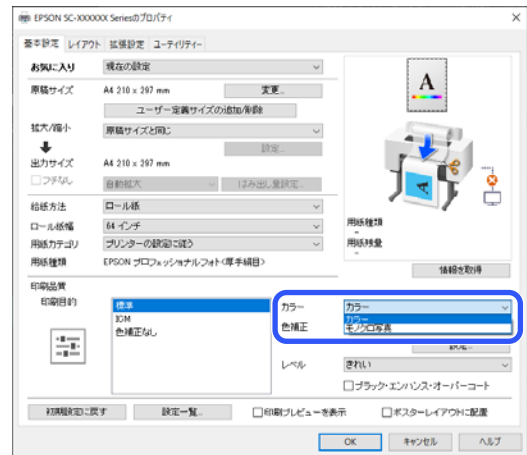 EPSON SC-XXXXXX Seriesのプロパティ
基本設定 レイアウト 拡張設定 ユーティリティー
お気に入り 現在の設定
原稿サイズ A4 210 x 297 mm 変更...
ユーザー定義サイズの追加/削除
拡大/縮小 原稿サイズと同じ
設定...
出力サイズ A4 210 x 297 mm
フチなし 自動拡大 はみ出し量設定...
給紙方法 ロール紙
ロール紙幅 64 インチ
用紙カテゴリ プリンターの設定に従う
用紙種類 EPSON プロフェッショナルフォト<厚手絹目>
A
用紙種類
-
用紙残量
-
情報を取得
印刷品質
印刷目的 標準
ICM
色補正なし
カラー カラー
カラー
モノクロ写真
色補正
設定...
レベル きれい
ブラック・エンハンス・オーバーコート
初期設定に戻す 設定一覧... 印刷プレビューを表示 ポスターレイアウトに配置
OK キャンセル ヘルプ